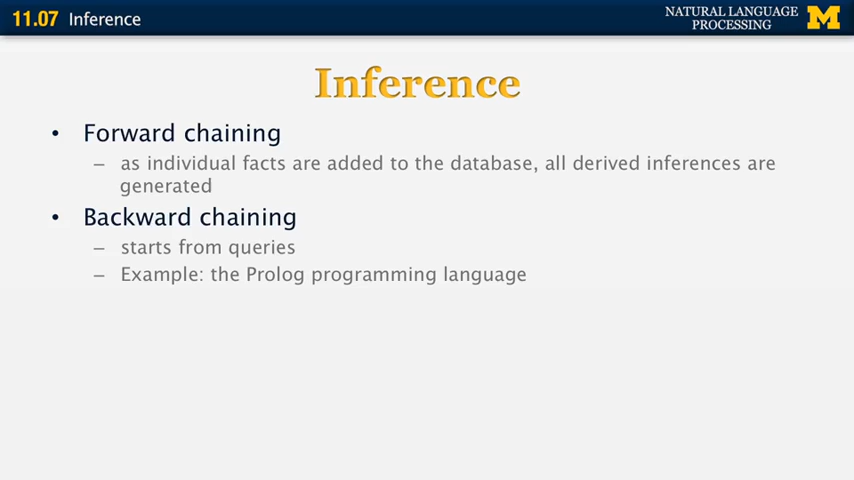 11.07 Inference
NATURAL LANGUAGE
PROCESSING
M
Inference
• Forward chaining
– as individual facts are added to the database, all derived inferences are
generated
• Backward chaining
– starts from queries
– Example: the Prolog programming language